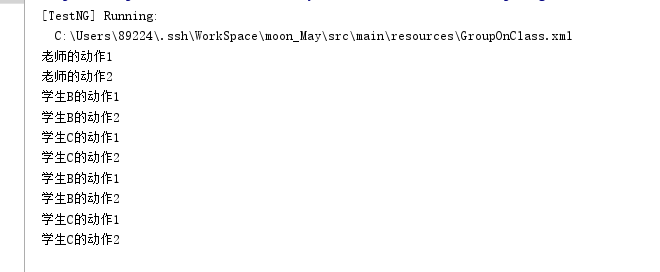 [TestNG] Running:
C:\Users\89224\.ssh\WorkSpace\moon_May\src\main\resources\GroupOnClass.xml
老师的动作1
老师的动作2
学生B的动作1
学生B的动作2
学生C的动作1
学生C的动作2
学生B的动作1
学生B的动作2
学生C的动作1
学生C的动作2